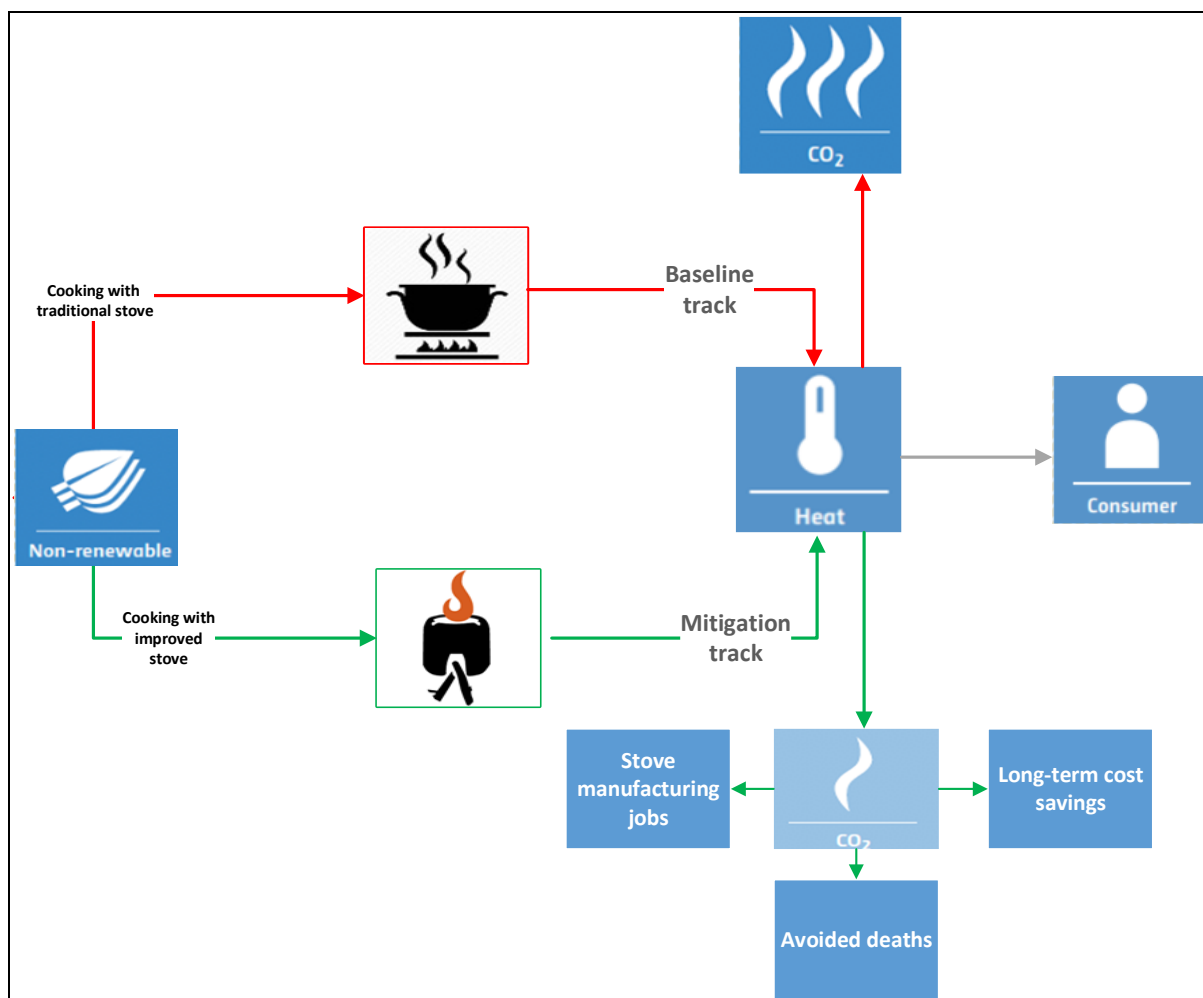 CO₂
Cooking with
traditional stove
Baseline
track
Non-renewable
Heat
Consumer
Cooking with
improved
stove
Mitigation
track
Stove
manufacturing
jobs
CO₂
Long-term cost
savings
Avoided deaths